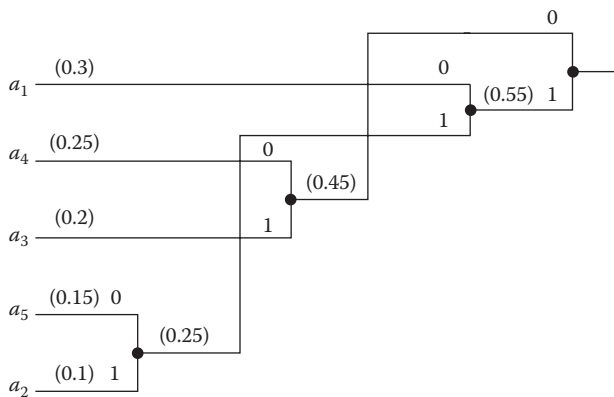 0
(0.3)
0
a₁
(0.55) 1
1
(0.25)
0
a₄
(0.45)
(0.2)
1
a₃
(0.15) 0
a₅
(0.25)
(0.1) 1
a₂